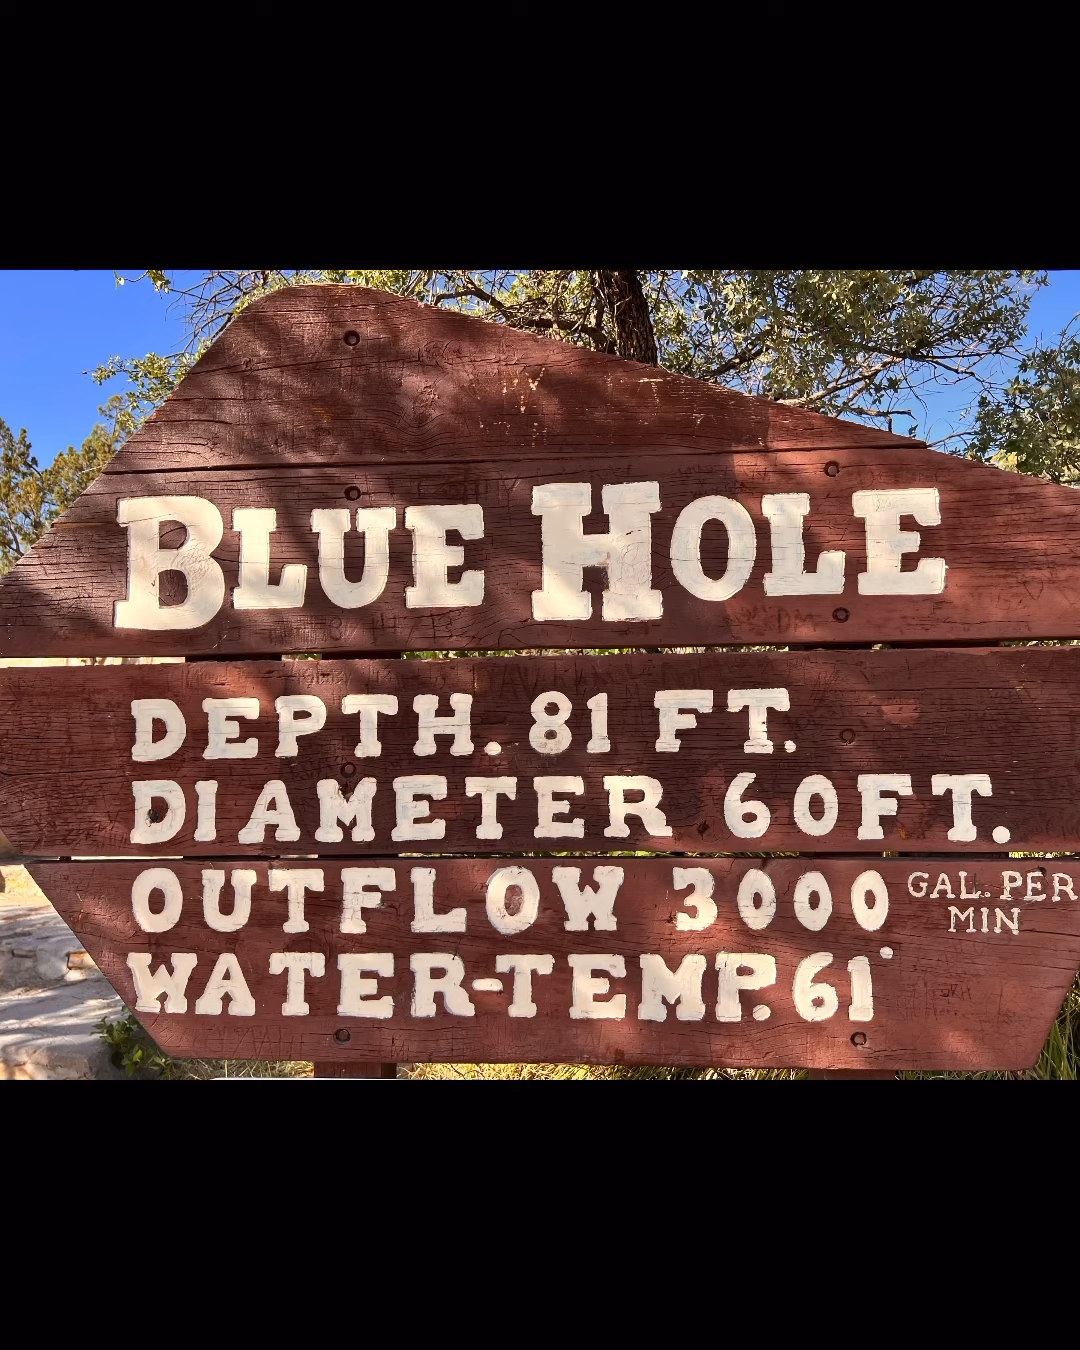 BLUE HOLE
DEPTH. 81 FT.
DIAMETER 60FT.
OUTFLOW 3000 GAL. PER MIN
WATER-TEMP. 61°